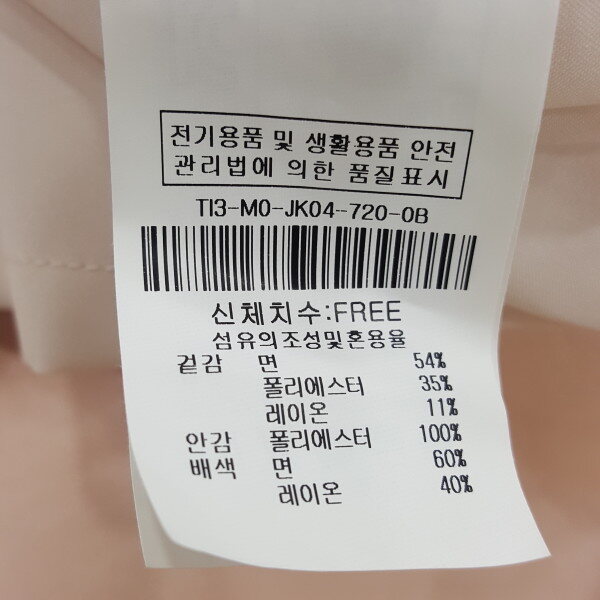 전기용품 및 생활용품 안전
관리법에 의한 품질표시
TI3-M0-JK04-720-0B
신체치수:FREE
섬유의조성및혼용율
겉감 면 54%
폴리에스터 35%
레이온 11%
안감 폴리에스터 100%
배색 면 60%
레이온 40%